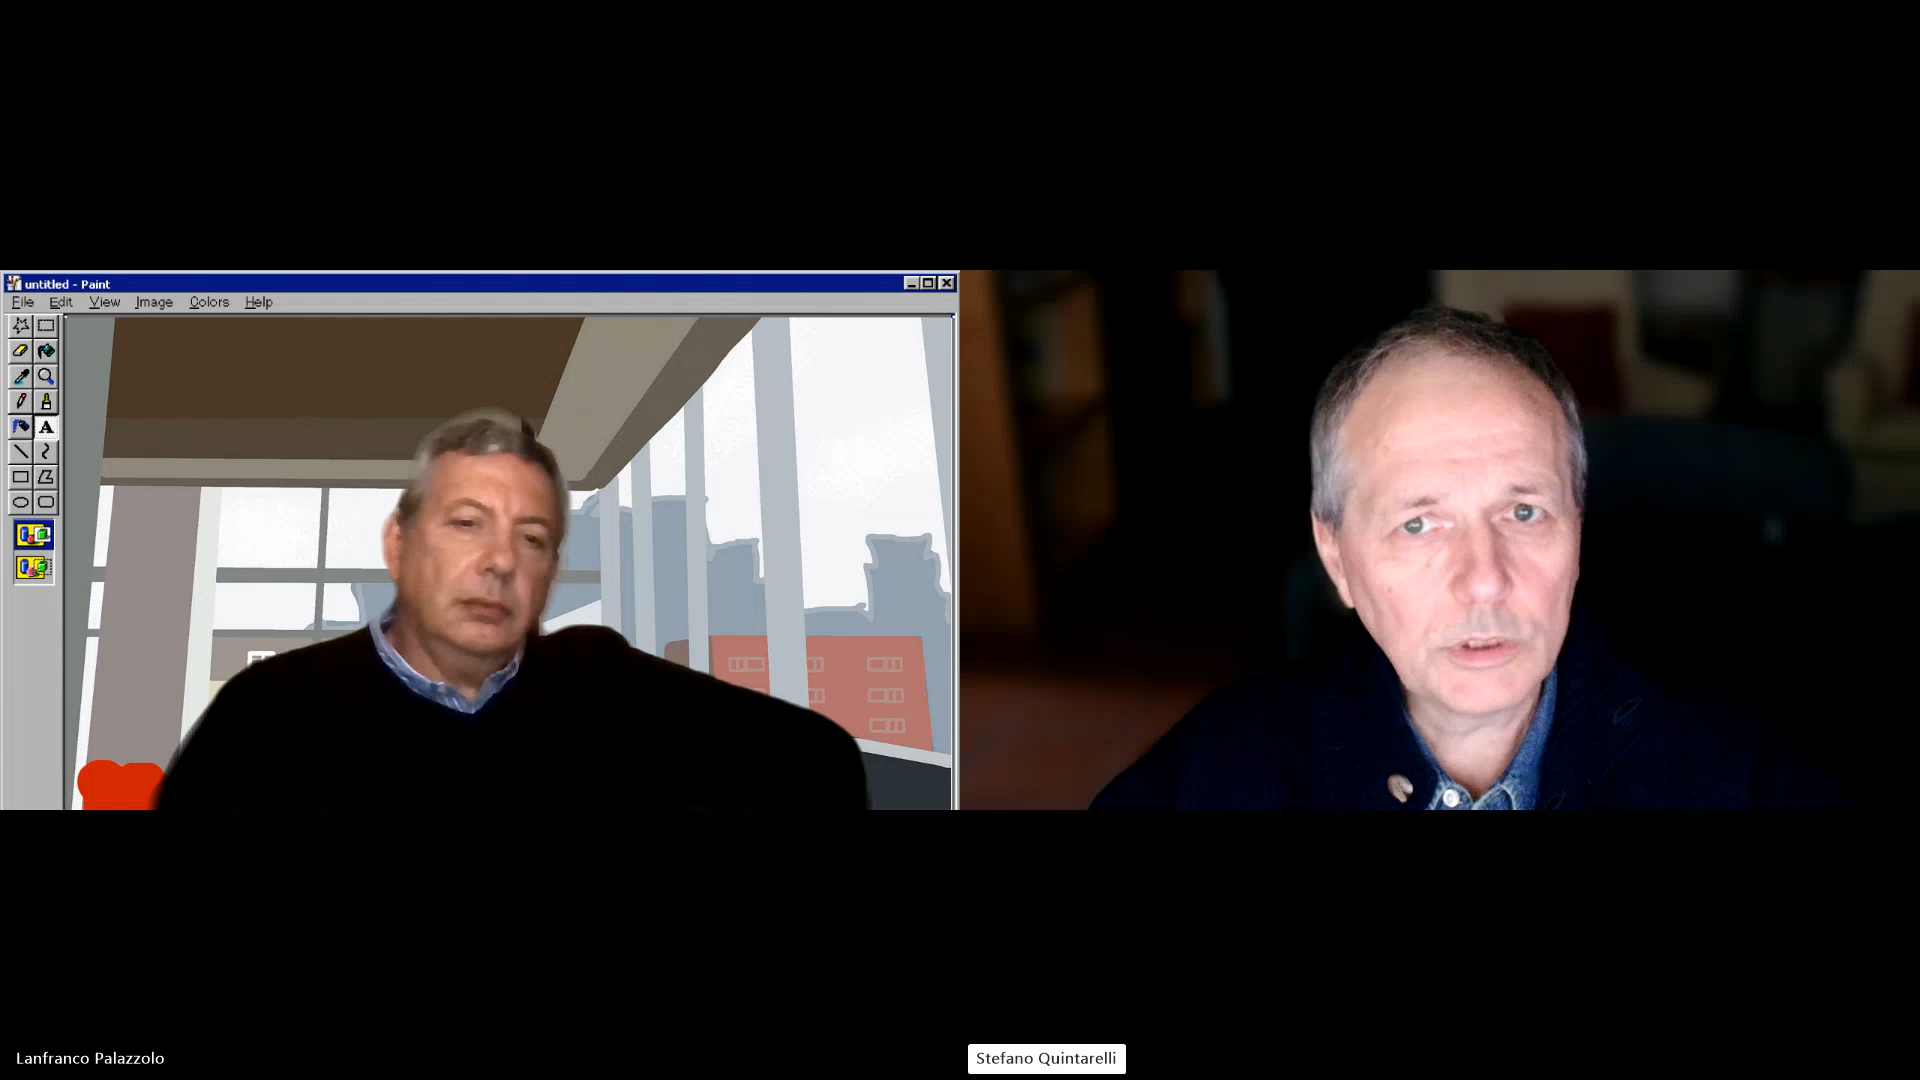 untitled - Paint
File Edit View Image Colors Help
A
Lanfranco Palazzolo
Stefano Quintarelli